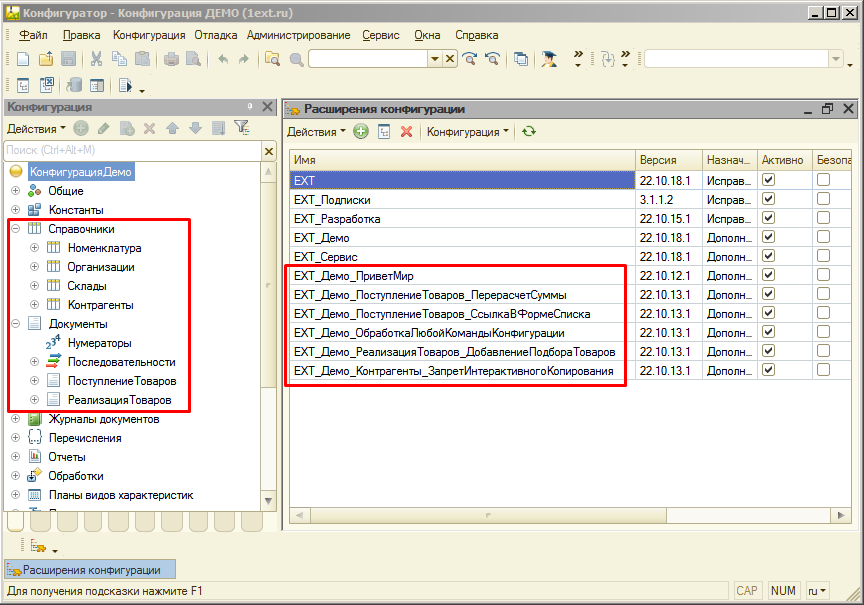 Конфигуратор - Конфигурация ДЕМО (1ext.ru)
Файл Правка Конфигурация Отладка Администрирование Сервис Окна Справка
Конфигурация
Действия
Поиск (Ctrl+Alt+M)
КонфигурацияДемо
Общие
Константы
Справочники
Номенклатура
Организации
Склады
Контрагенты
Документы
Нумераторы
Последовательности
ПоступлениеТоваров
РеализацияТоваров
Журналы документов
Перечисления
Отчеты
Обработки
Планы видов характеристик
Расширения конфигурации
Действия Конфигурация
Имя Версия Назнач... Активно Безопа
EXT 22.10.18.1 Исправ...
EXT_Подписки 3.1.1.2 Исправ...
EXT_Разработка 22.10.15.1 Исправ...
EXT_Демо 22.10.18.1 Дополн...
EXT_Сервис 22.10.18.1 Дополн...
EXT_Демо_ПриветМир 22.10.12.1 Дополн...
EXT_Демо_ПоступлениеТоваров_ПерерасчетСуммы 22.10.13.1 Дополн...
EXT_Демо_ПоступлениеТоваров_СсылкаВФормеСписка 22.10.13.1 Дополн...
EXT_Демо_ОбработкаЛюбойКомандыКонфигурации 22.10.13.1 Дополн...
EXT_Демо_РеализацияТоваров_ДобавлениеПодбораТоваров 22.10.13.1 Дополн...
EXT_Демо_Контрагенты_ЗапретИнтерактивногоКопирования 22.10.13.1 Дополн...
Расширения конфигурации
Для получения подсказки нажмите F1
CAP NUM ru